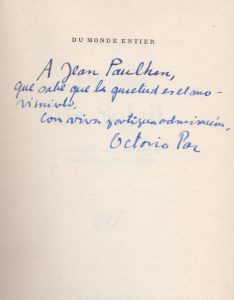 DU MONDE ENTIER
A Jean Paulhan,
que sabe que la quietud es el mo-
vimiento,
con viva y antigua admiración,
Octavio Paz